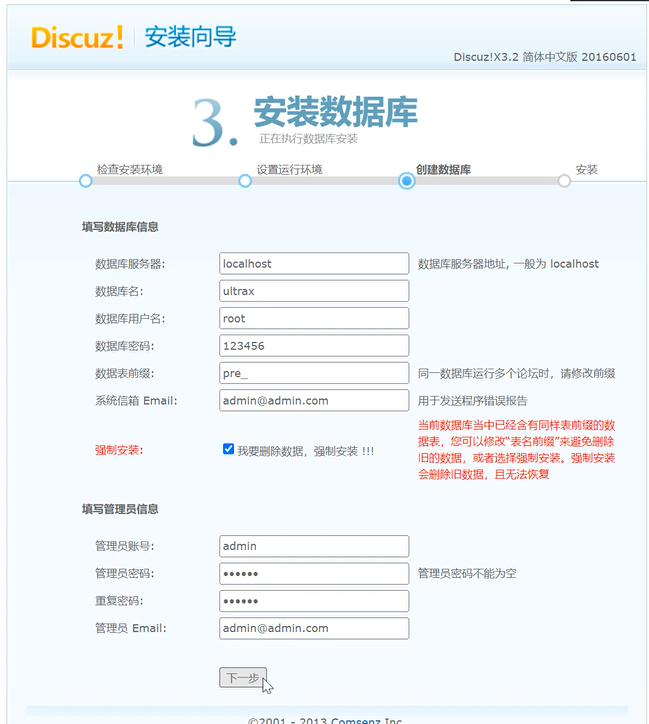 Discuz! 安装向导
Discuz!X3.2 简体中文版 20160601
3. 安装数据库
正在执行数据库安装
检查安装环境 设置运行环境 创建数据库 安装
填写数据库信息
数据库服务器: localhost 数据库服务器地址, 一般为 localhost
数据库名: ultrax
数据库用户名: root
数据库密码: 123456
数据表前缀: pre_ 同一数据库运行多个论坛时，请修改前缀
系统信箱 Email: admin@admin.com 用于发送程序错误报告
强制安装: 我要删除数据，强制安装 !!!
当前数据库当中已经含有同样表前缀的数
据表，您可以修改“表名前缀”来避免删除
旧的数据，或者选择强制安装。强制安装
会删除旧数据，且无法恢复
填写管理员信息
管理员账号: admin
管理员密码: •••••• 管理员密码不能为空
重复密码: ••••••
管理员 Email: admin@admin.com
下一步
©2001 - 2013 Comsenz Inc.